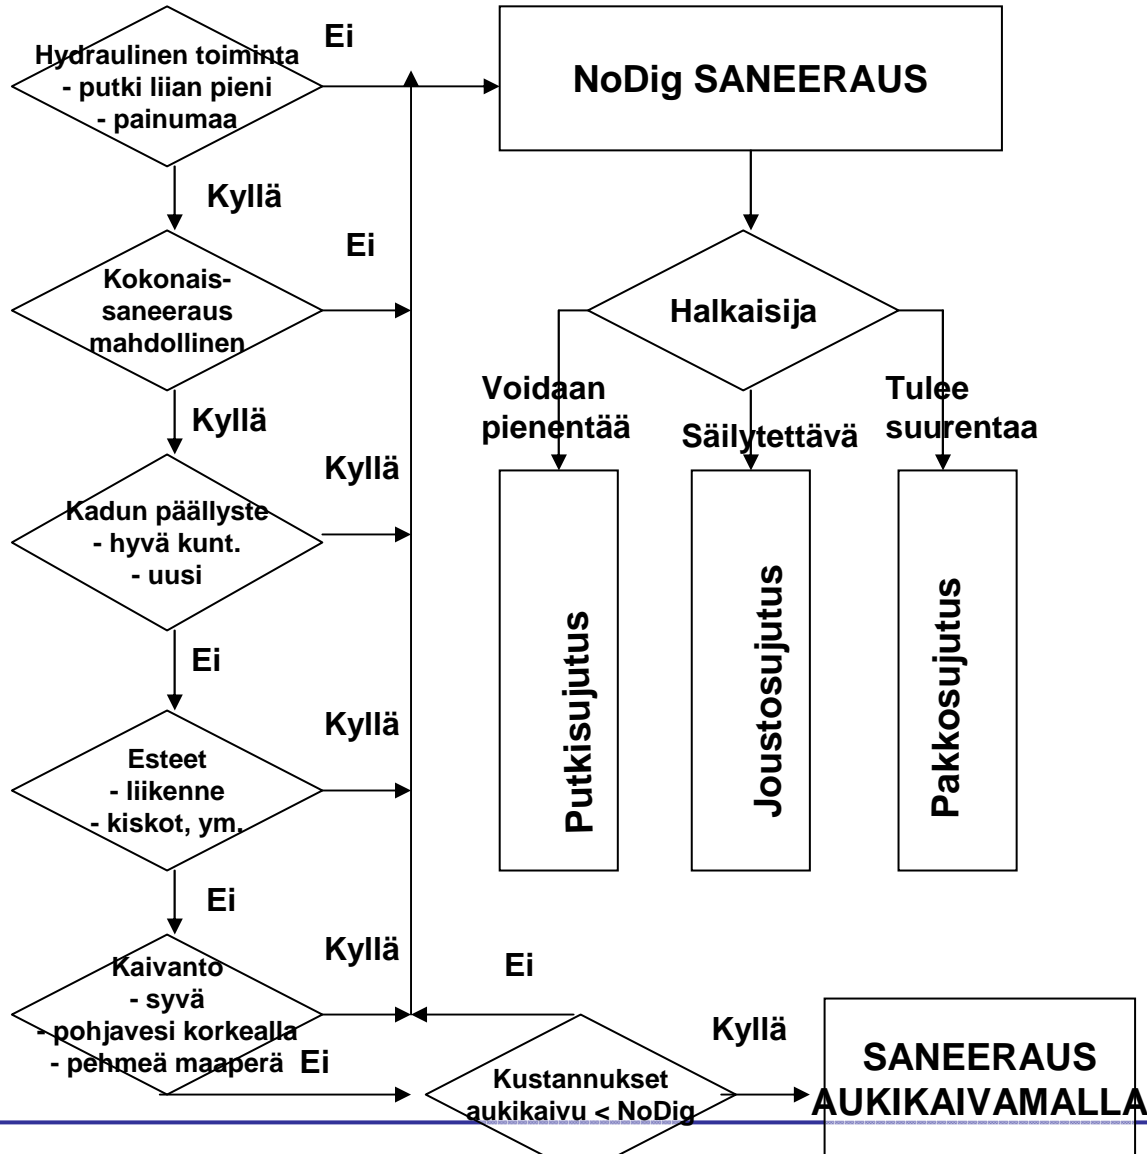 Hydraulinen toiminta
- putki liian pieni
- painumaa
Ei
NoDig SANEERAUS
Kyllä
Kokonais-
saneeraus
mahdollinen
Ei
Halkaisija
Kyllä
Voidaan
pienentää
Säilytettävä
Tulee
suurentaa
Kadun päällyste
- hyvä kunt.
- uusi
Kyllä
Putkisujutus
Joustosujutus
Pakkosujutus
Ei
Esteet
- liikenne
- kiskot, ym.
Kyllä
Ei
Kaivanto
- syvä
- pohjavesi korkealla
- pehmeä maaperä
Kyllä
Ei
Ei
Kustannukset
aukikaivu < NoDig
Kyllä
SANEERAUS
AUKIKAIVAMALLA